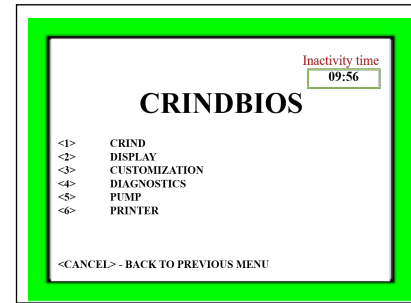 Inactivity time
09:56
CRINDBIOS
<1> CRIND
<2> DISPLAY
<3> CUSTOMIZATION
<4> DIAGNOSTICS
<5> PUMP
<6> PRINTER
<CANCEL> - BACK TO PREVIOUS MENU